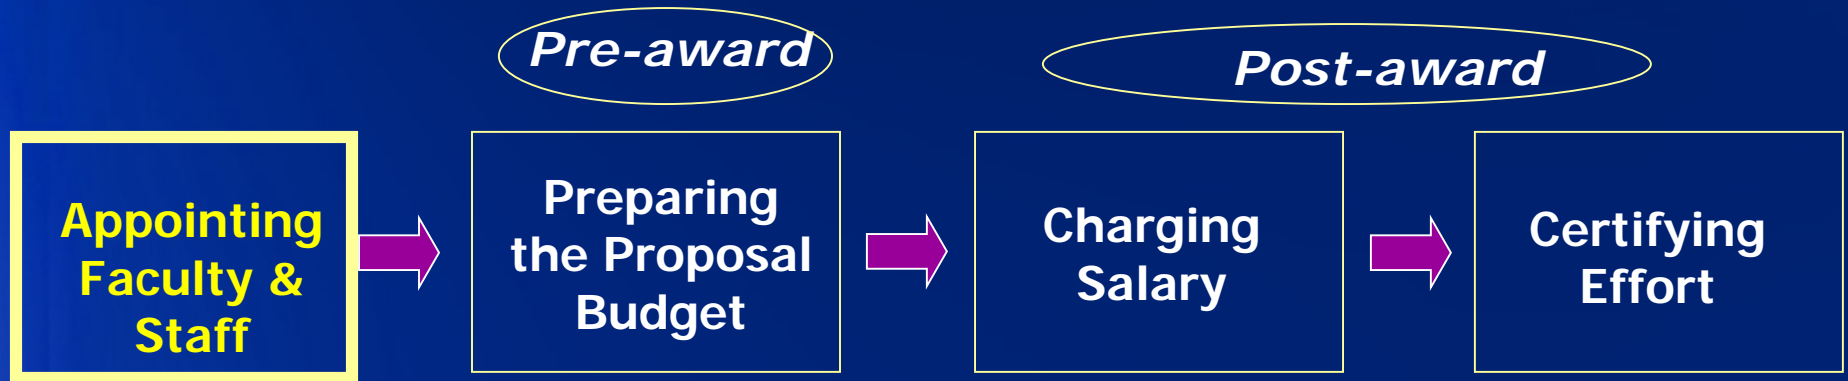 Pre-award
Post-award
Appointing
Faculty &
Staff
Preparing
the Proposal
Budget
Charging
Salary
Certifying
Effort